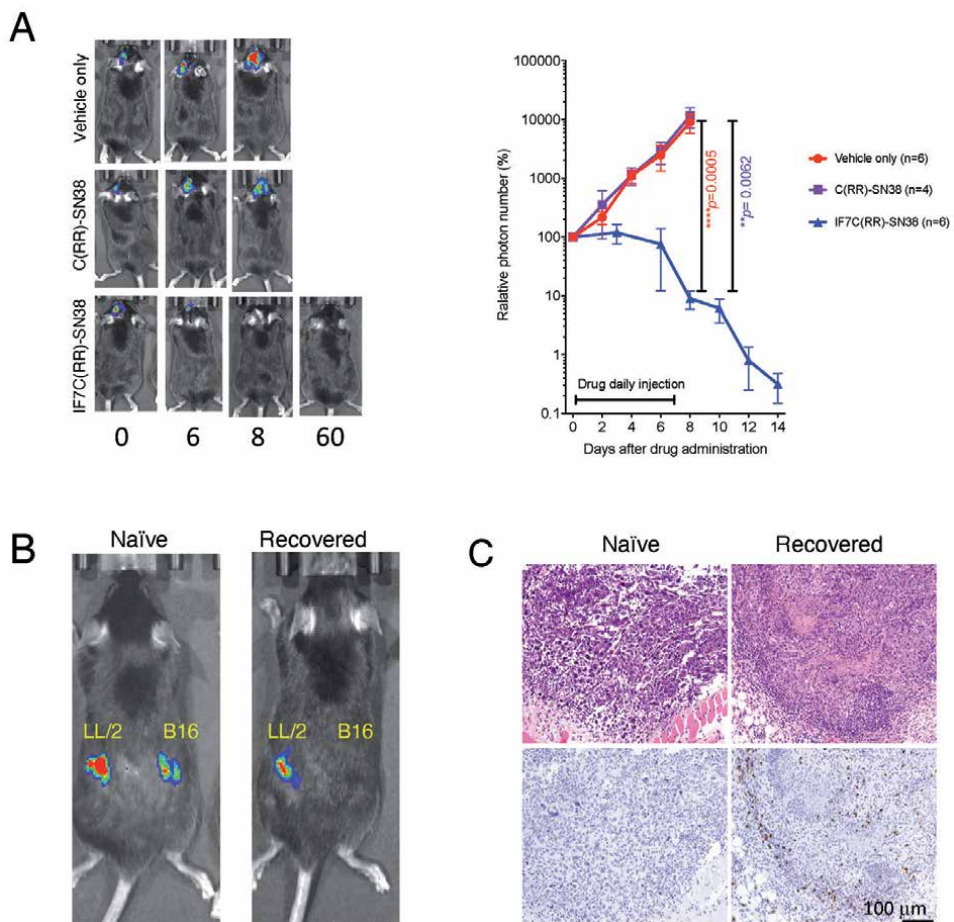 A
Vehicle only
C(RR)-SN38
IF7C(RR)-SN38
0 6 8 60
Ralative photon number (%)
100000
10000
1000
100
10
1
0.1
Drug daily injection
0 2 4 6 8 10 12 14
Days after drug administration
****p=0.0005
**p= 0.0062
Vehicle only (n=6)
C(RR)-SN38 (n=4)
IF7C(RR)-SN38 (n=6)
B
Naïve Recovered
LL/2 B16 LL/2 B16
C
Naïve Recovered
100 μm